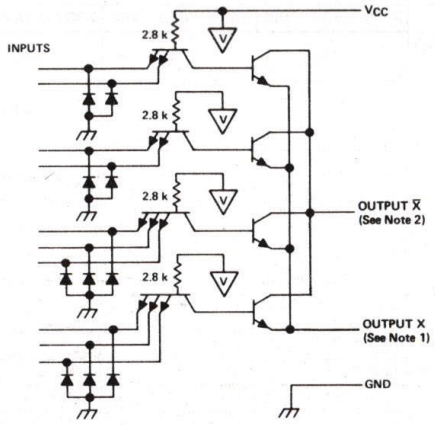 VCC
2.8 k
V
INPUTS
2.8 k
V
2.8 k
V
OUTPUT X̅
(See Note 2)
2.8 k
V
OUTPUT X
(See Note 1)
GND